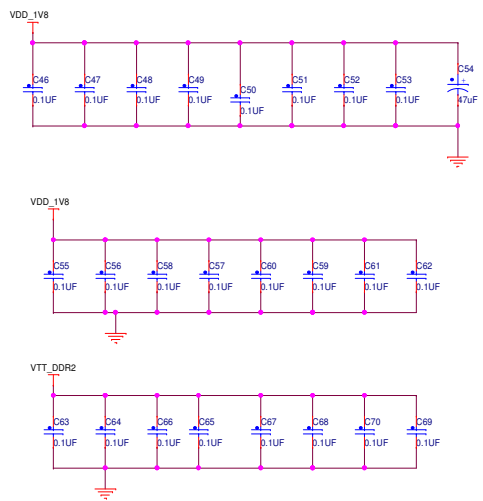 VDD_1V8
C46 C47 C48 C49 C50 C51 C52 C53 C54
0.1UF 0.1UF 0.1UF 0.1UF 0.1UF 0.1UF 0.1UF 0.1UF + 47uF
VDD_1V8
C55 C56 C58 C57 C60 C59 C61 C62
0.1UF 0.1UF 0.1UF 0.1UF 0.1UF 0.1UF 0.1UF 0.1UF
VTT_DDR2
C63 C64 C66 C65 C67 C68 C70 C69
0.1UF 0.1UF 0.1UF 0.1UF 0.1UF 0.1UF 0.1UF 0.1UF